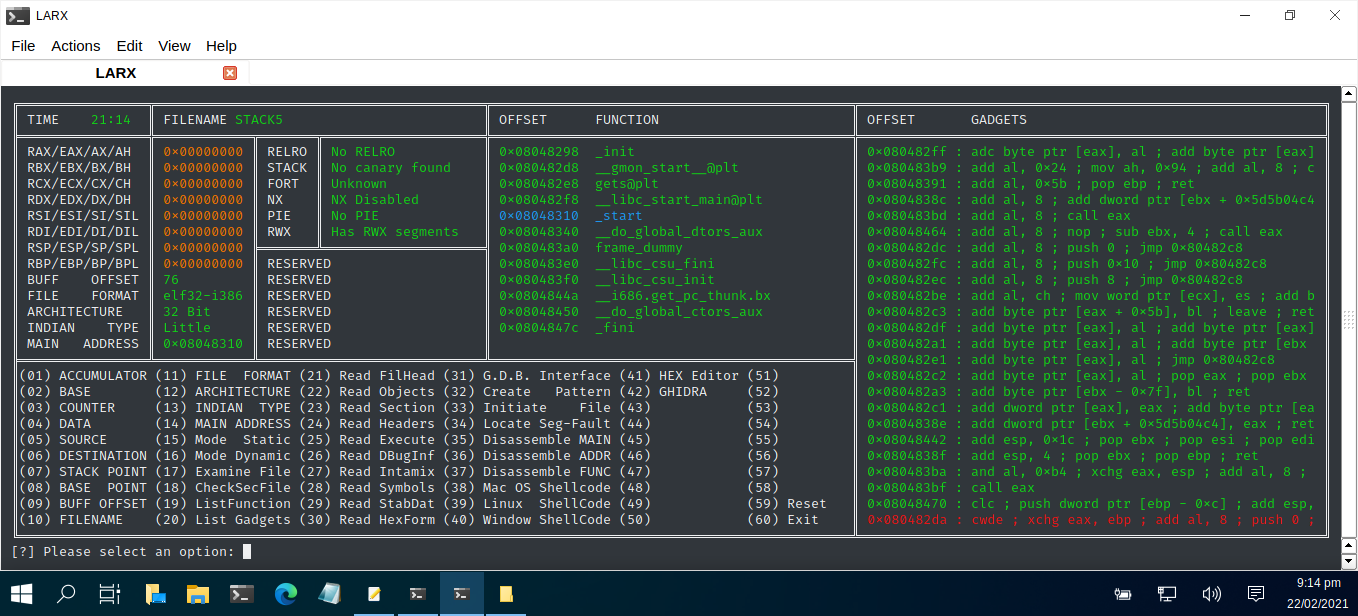 LARX
File Actions Edit View Help
LARX
TIME 21:14 FILENAME STACK5 OFFSET FUNCTION OFFSET GADGETS
RAX/EAX/AX/AH 0×00000000 RELRO No RELRO 0×08048298 _init 0×080482ff : adc byte ptr [eax], al ; add byte ptr [eax]
RBX/EBX/BX/BH 0×00000000 STACK No canary found 0×080482d8 __gmon_start__@plt 0×080483b9 : add al, 0×24 ; mov ah, 0×94 ; add al, 8 ; c
RCX/ECX/CX/CH 0×00000000 FORT Unknown 0×080482e8 gets@plt 0×08048391 : add al, 0×5b ; pop ebp ; ret
RDX/EDX/DX/DH 0×00000000 NX NX Disabled 0×080482f8 __libc_start_main@plt 0×0804838c : add al, 8 ; add dword ptr [ebx + 0×5d5b04c4
RSI/ESI/SI/SIL 0×00000000 PIE No PIE 0×08048310 _start 0×080483bd : add al, 8 ; call eax
RDI/EDI/DI/DIL 0×00000000 RWX Has RWX segments 0×08048340 __do_global_dtors_aux 0×08048464 : add al, 8 ; nop ; sub ebx, 4 ; call eax
RSP/ESP/SP/SPL 0×00000000 0×080483a0 frame_dummy 0×080482dc : add al, 8 ; push 0 ; jmp 0×80482c8
RBP/EBP/BP/BPL 0×00000000 RESERVED 0×080483e0 __libc_csu_fini 0×080482fc : add al, 8 ; push 0×10 ; jmp 0×80482c8
BUFF OFFSET 76 RESERVED 0×080483f0 __libc_csu_init 0×080482ec : add al, 8 ; push 8 ; jmp 0×80482c8
FILE FORMAT elf32-i386 RESERVED 0×0804844a __i686.get_pc_thunk.bx 0×080482be : add al, ch ; mov word ptr [ecx], es ; add b
ARCHITECTURE 32 Bit RESERVED 0×08048450 __do_global_ctors_aux 0×080482c3 : add byte ptr [eax + 0×5b], bl ; leave ; ret
INDIAN TYPE Little RESERVED 0×0804847c _fini 0×080482df : add byte ptr [eax], al ; add byte ptr [eax]
MAIN ADDRESS 0×08048310 RESERVED 0×080482a1 : add byte ptr [eax], al ; add byte ptr [ebx
0×080482e1 : add byte ptr [eax], al ; jmp 0×80482c8
(01) ACCUMULATOR (11) FILE FORMAT (21) Read FilHead (31) G.D.B. Interface (41) HEX Editor (51) 0×080482c2 : add byte ptr [eax], al ; pop eax ; pop ebx
(02) BASE (12) ARCHITECTURE (22) Read Objects (32) Create Pattern (42) GHIDRA (52) 0×080482a3 : add byte ptr [ebx - 0×7f], bl ; ret
(03) COUNTER (13) INDIAN TYPE (23) Read Section (33) Initiate File (43) (53) 0×080482c1 : add dword ptr [eax], eax ; add byte ptr [ea
(04) DATA (14) MAIN ADDRESS (24) Read Headers (34) Locate Seg-Fault (44) (54) 0×0804838e : add dword ptr [ebx + 0×5d5b04c4], eax ; ret
(05) SOURCE (15) Mode Static (25) Read Execute (35) Disassemble MAIN (45) (55) 0×08048442 : add esp, 0×1c ; pop ebx ; pop esi ; pop edi
(06) DESTINATION (16) Mode Dynamic (26) Read DBugInf (36) Disassemble ADDR (46) (56) 0×0804838f : add esp, 4 ; pop ebx ; pop ebp ; ret
(07) STACK POINT (17) Examine File (27) Read Intamix (37) Disassemble FUNC (47) (57) 0×080483ba : and al, 0×b4 ; xchg eax, esp ; add al, 8 ;
(08) BASE POINT (18) CheckSecFile (28) Read Symbols (38) Mac OS Shellcode (48) (58) 0×080483bf : call eax
(09) BUFF OFFSET (19) ListFunction (29) Read StabDat (39) Linux ShellCode (49) (59) Reset 0×08048470 : clc ; push dword ptr [ebp - 0×c] ; add esp,
(10) FILENAME (20) List Gadgets (30) Read HexForm (40) Window ShellCode (50) (60) Exit 0×080482da : cwde ; xchg eax, ebp ; add al, 8 ; push 0 ;
[?] Please select an option:
9:14 pm
22/02/2021